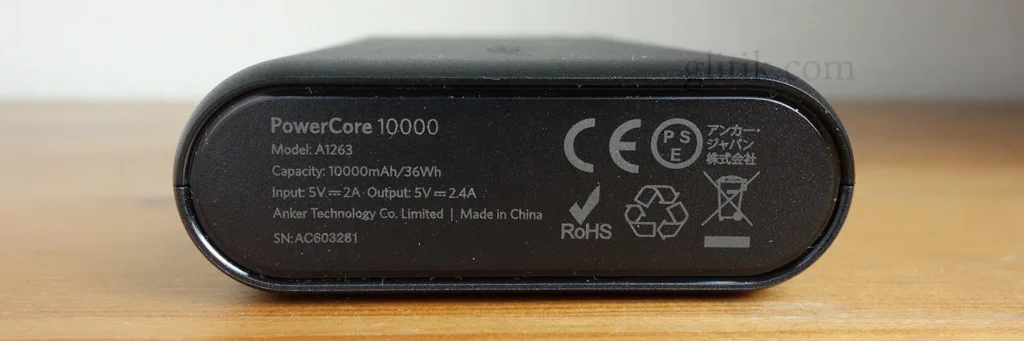 glitik.com
PowerCore 10000
Model: A1263
Capacity: 10000mAh/36Wh
Input: 5V⎓2A Output: 5V⎓2.4A
Anker Technology Co. Limited | Made in China
SN:AC603281
CE
PSE
アンカー・
ジャパン
株式会社
RoHS